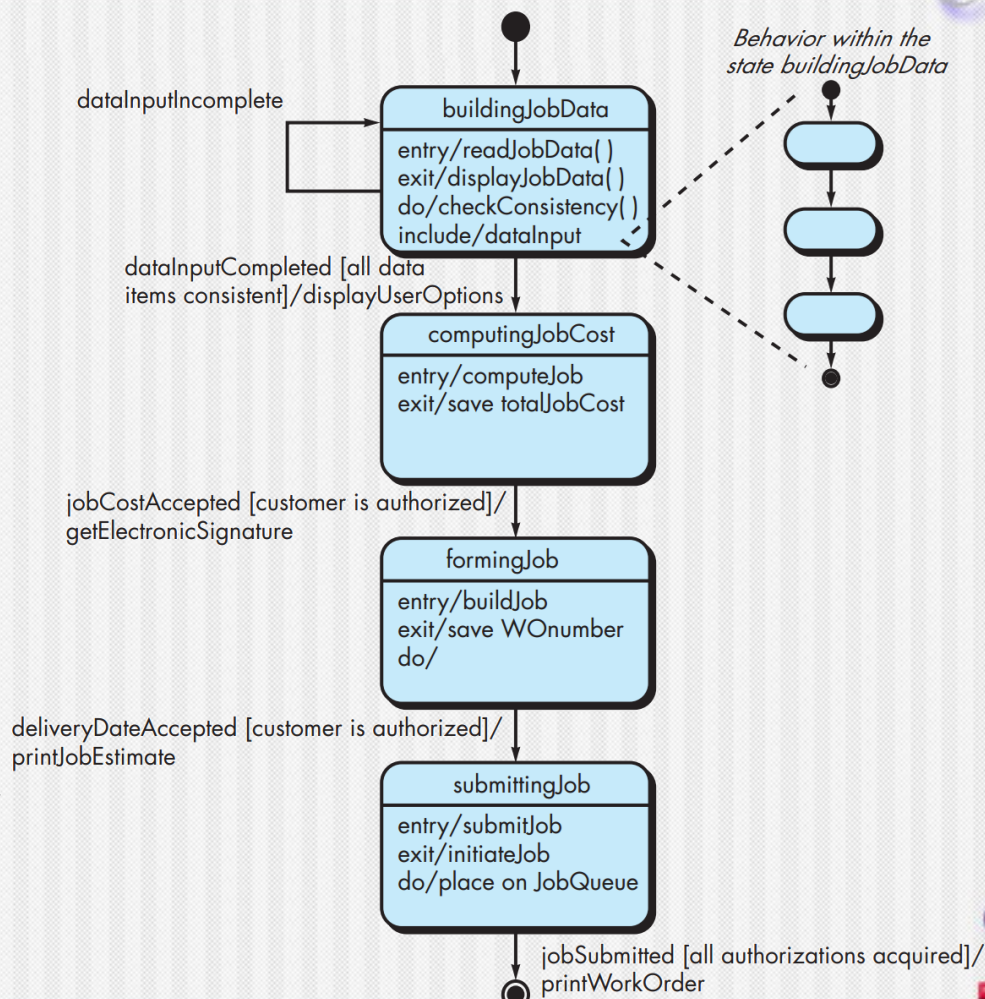 Behavior within the
state buildingJobData
dataInputIncomplete
buildingJobData
entry/readJobData( )
exit/displayJobData( )
do/checkConsistency( )
include/dataInput
dataInputCompleted [all data
items consistent]/displayUserOptions
computingJobCost
entry/computeJob
exit/save totalJobCost
jobCostAccepted [customer is authorized]/
getElectronicSignature
formingJob
entry/buildJob
exit/save WOnumber
do/
deliveryDateAccepted [customer is authorized]/
printJobEstimate
submittingJob
entry/submitJob
exit/initiateJob
do/place on JobQueue
jobSubmitted [all authorizations acquired]/
printWorkOrder